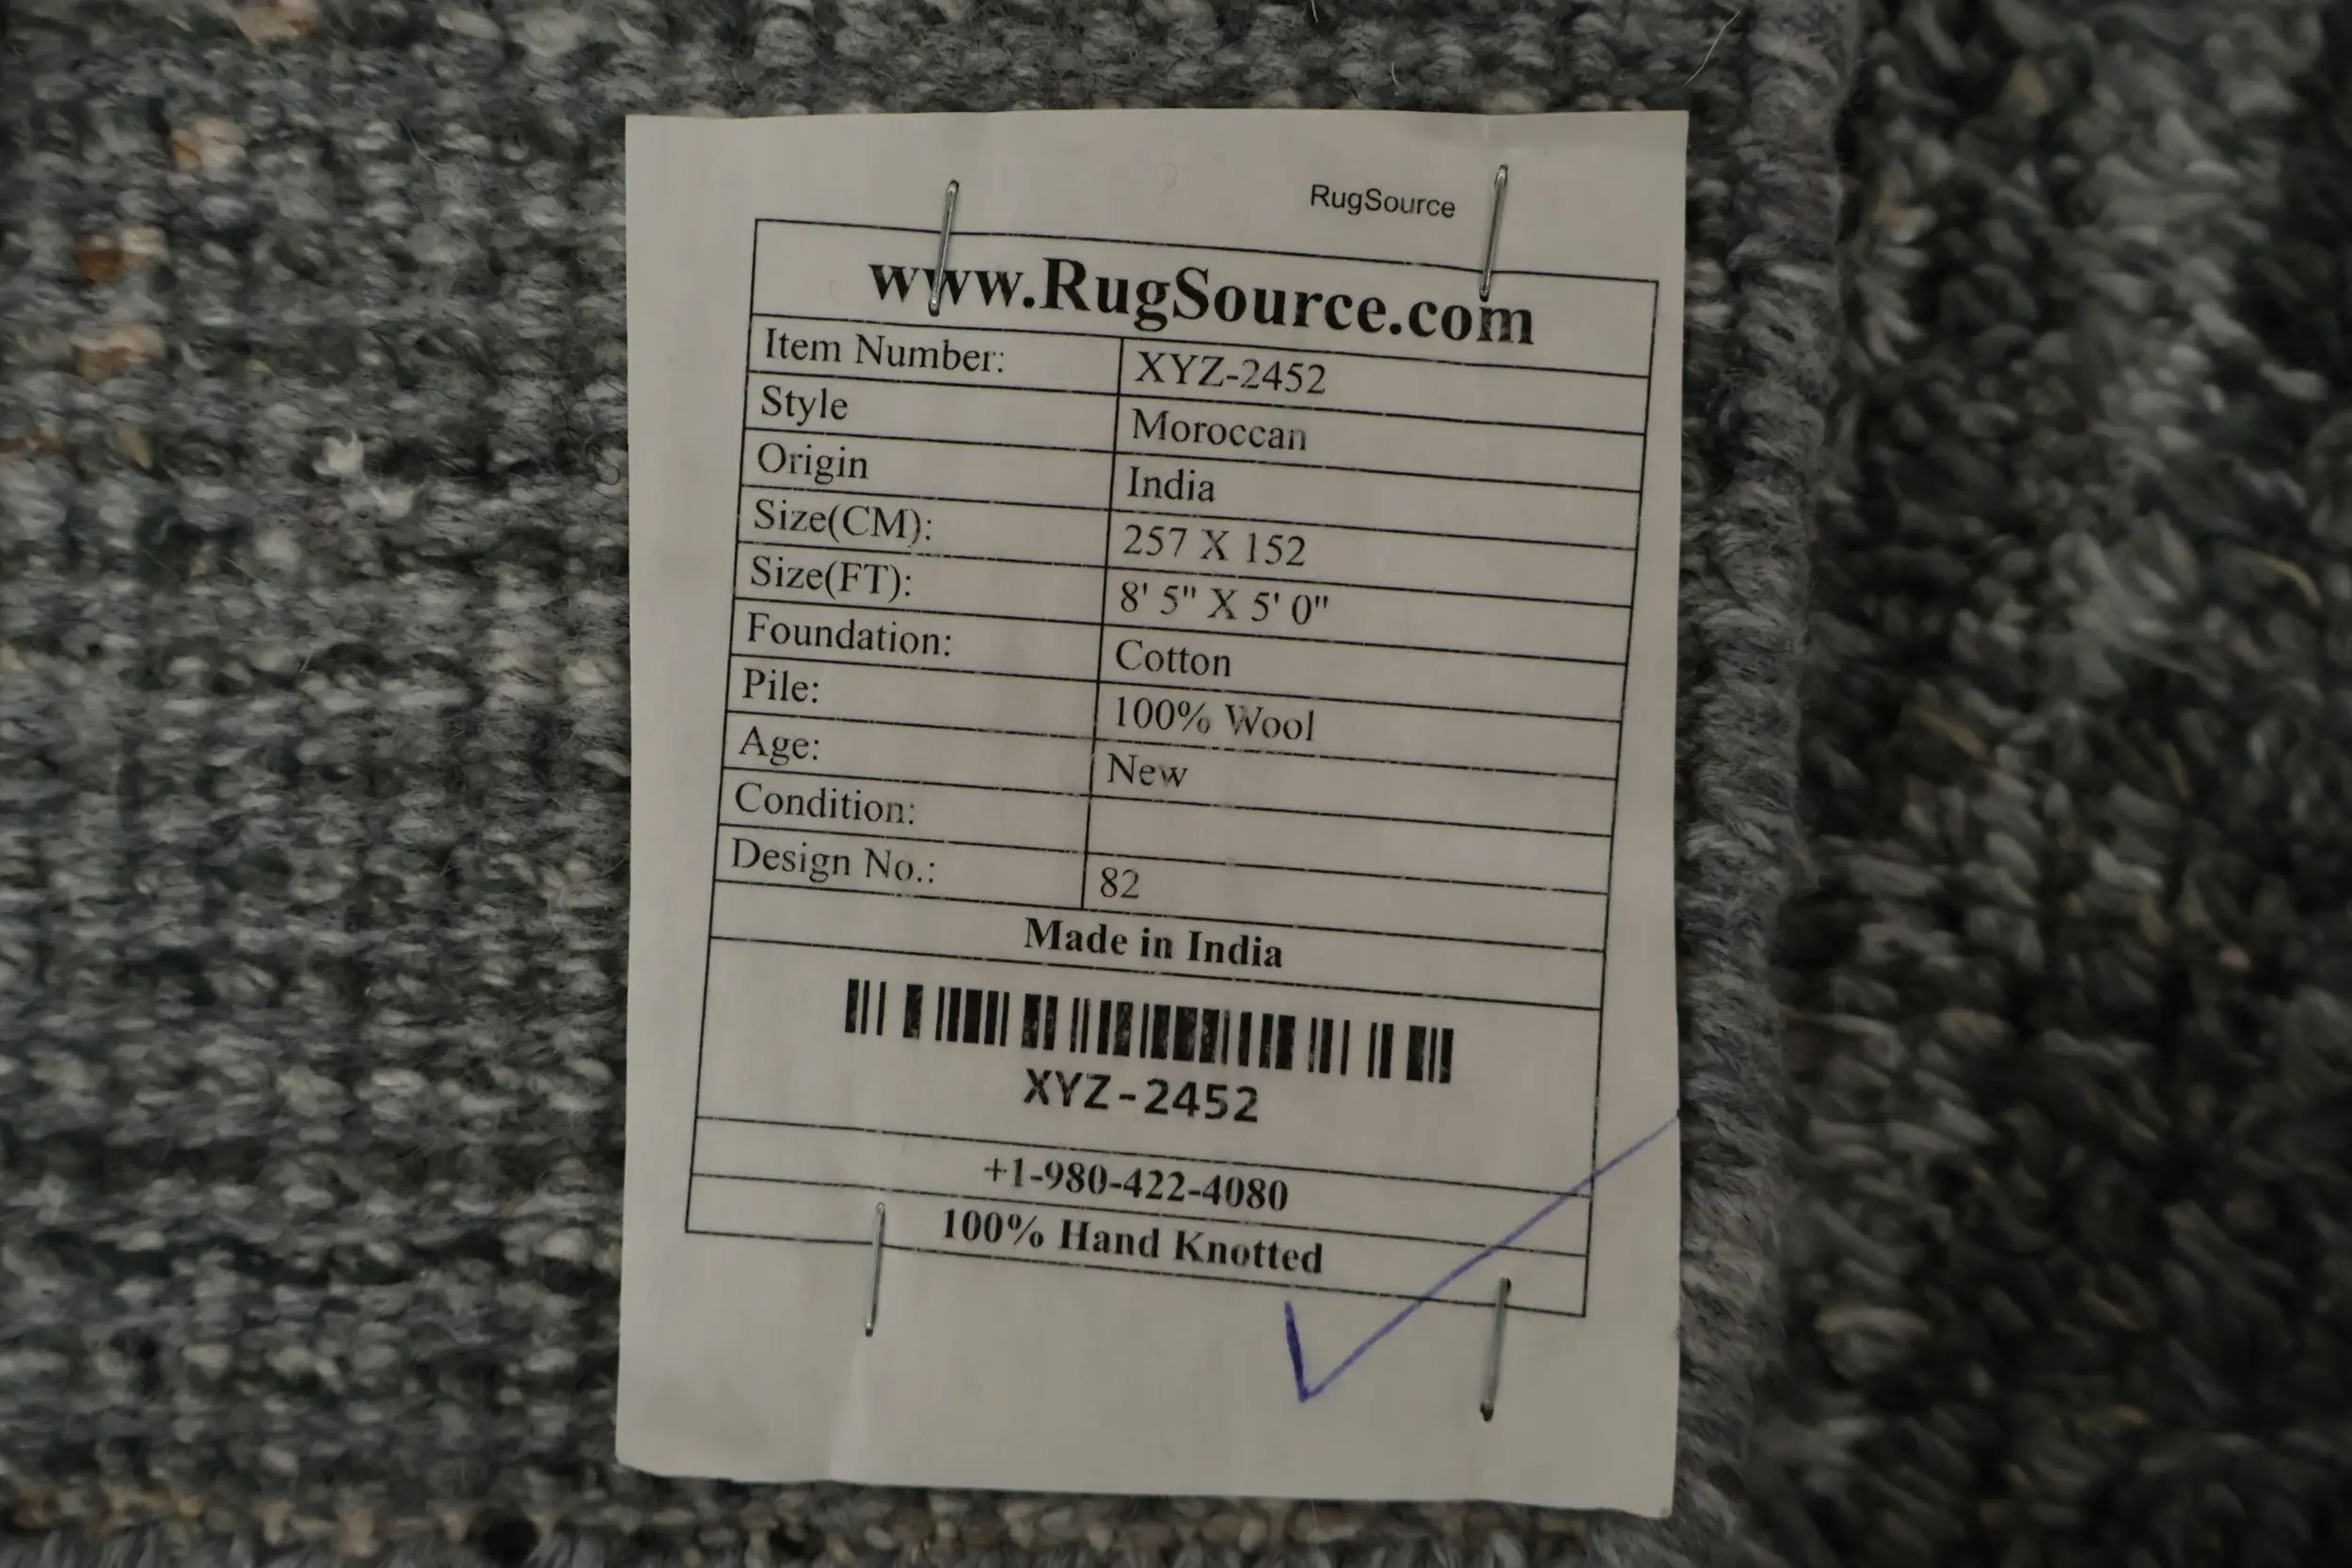 RugSource
www.RugSource.com
Item Number: XYZ-2452
Style Moroccan
Origin India
Size(CM): 257 X 152
Size(FT): 8' 5" X 5' 0"
Foundation: Cotton
Pile: 100% Wool
Age: New
Condition:
Design No.: 82
Made in India
XYZ-2452
+1-980-422-4080
100% Hand Knotted